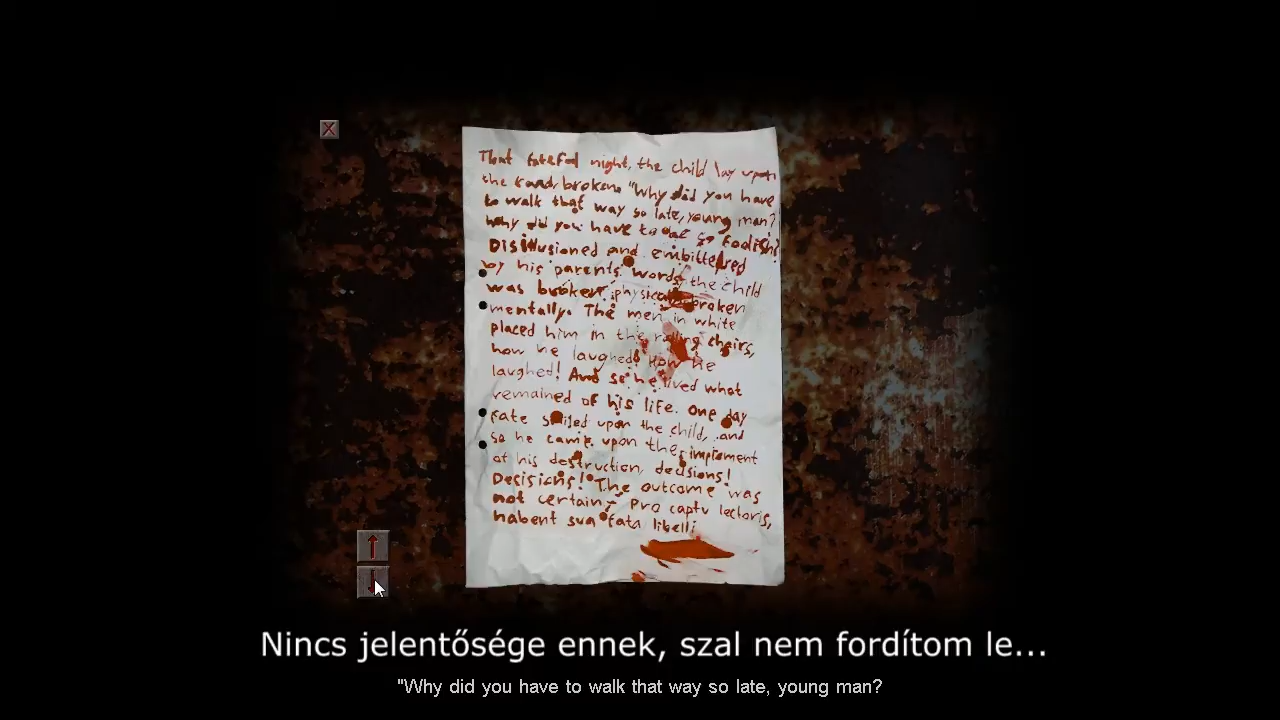 That fateful night, the child lay upon
the road, broken. "Why did you have
to walk that way so late, young man?
Why did you have to be so foolish?
Disillusioned and embittered
by his parents' words, the child
was broken, physically broken
mentally. The men in white
placed him in the rolling chairs,
how he laughed! How he
laughed! And so he lived what
remained of his life. One day
fate smiled upon the child, and
so he came upon the implement
of his destruction, decisions!
Desicions! The outcome was
not certain - Pro captu lectoris,
habent sua fata libelli
Nincs jelentősége ennek, szal nem fordítom le...
"Why did you have to walk that way so late, young man?